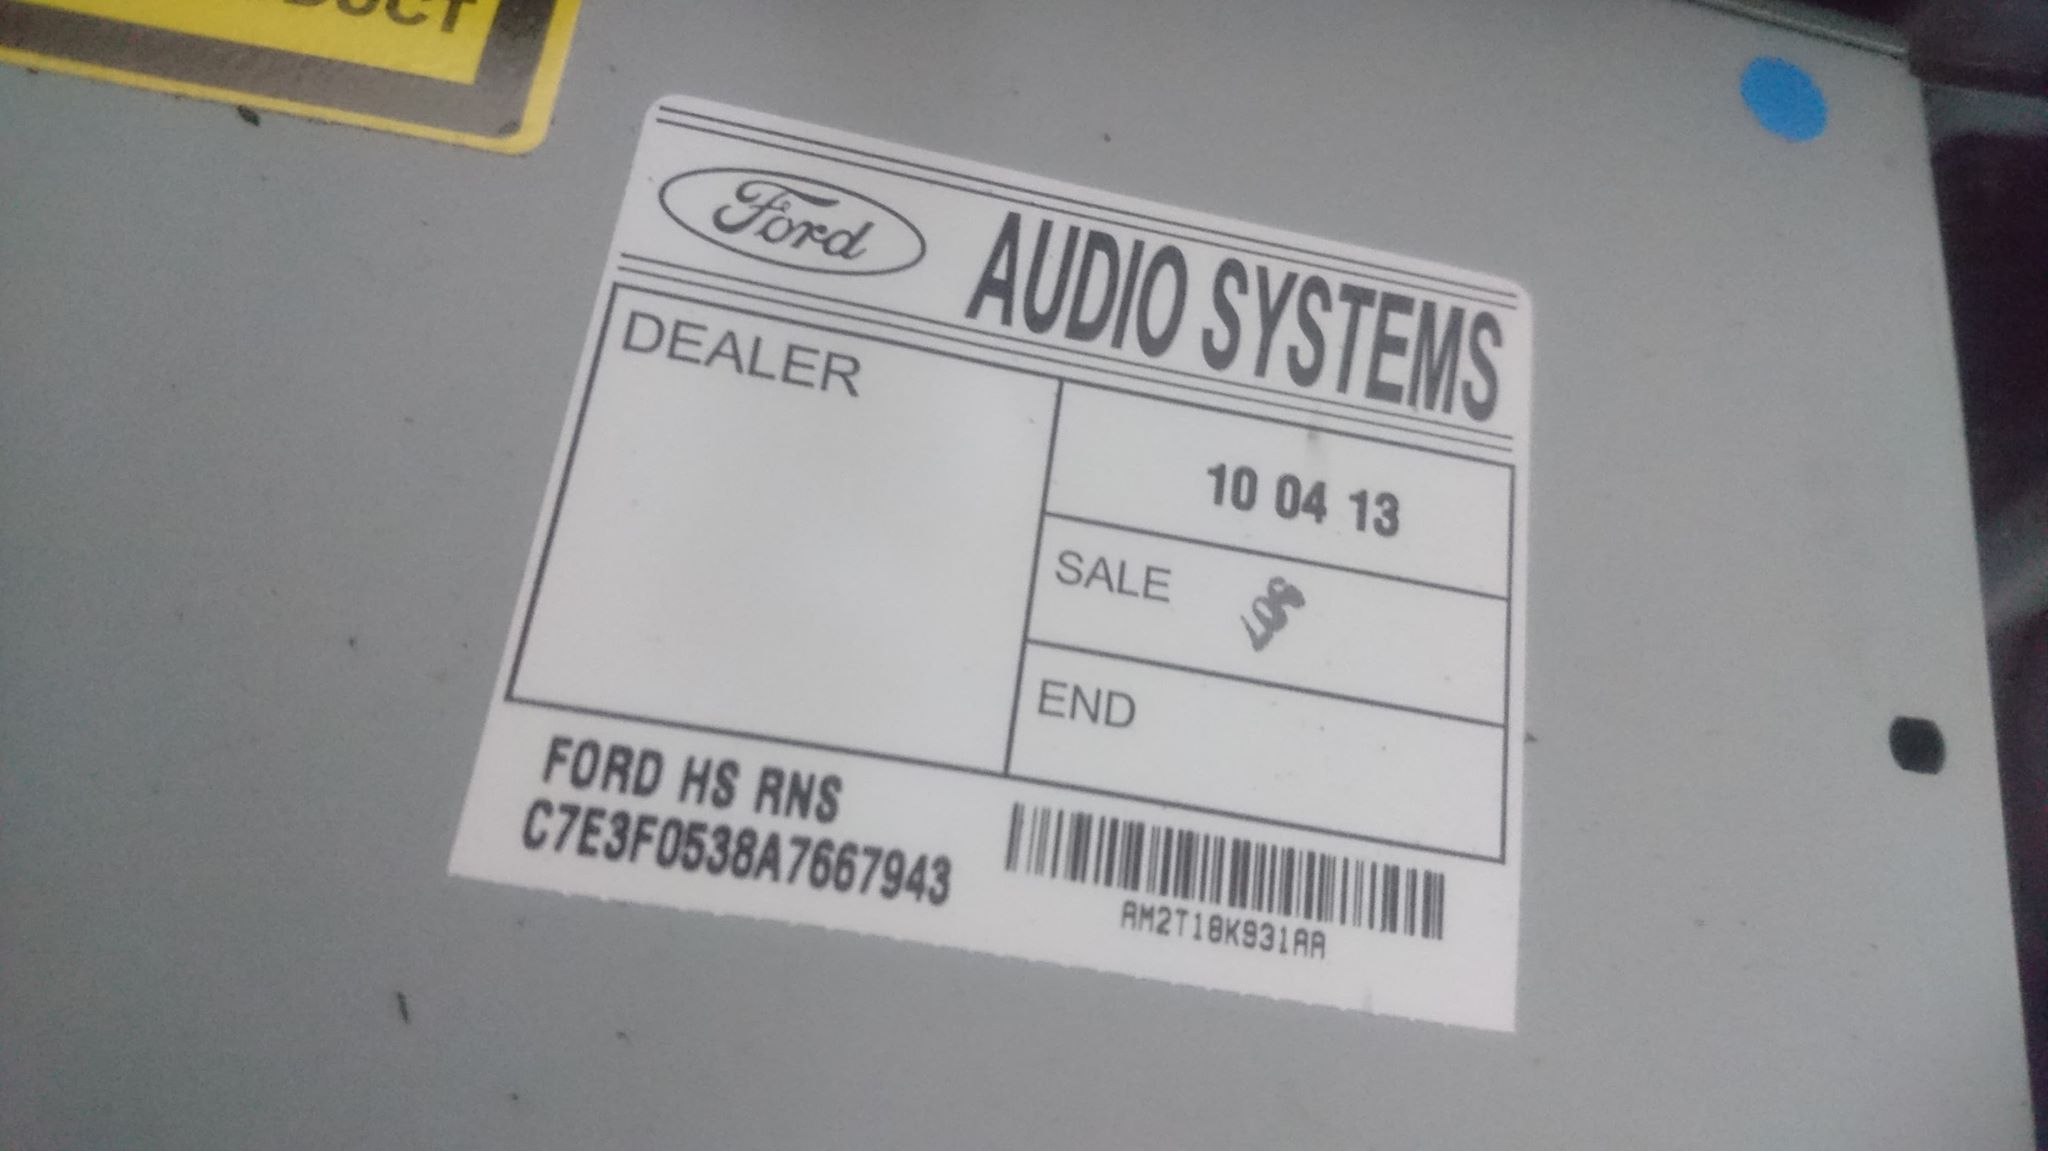 Ford AUDIO SYSTEMS
DEALER
10 04 13
SALE
END
FORD HS RNS
C7E3F0538A7667943
AM2T18K931AA